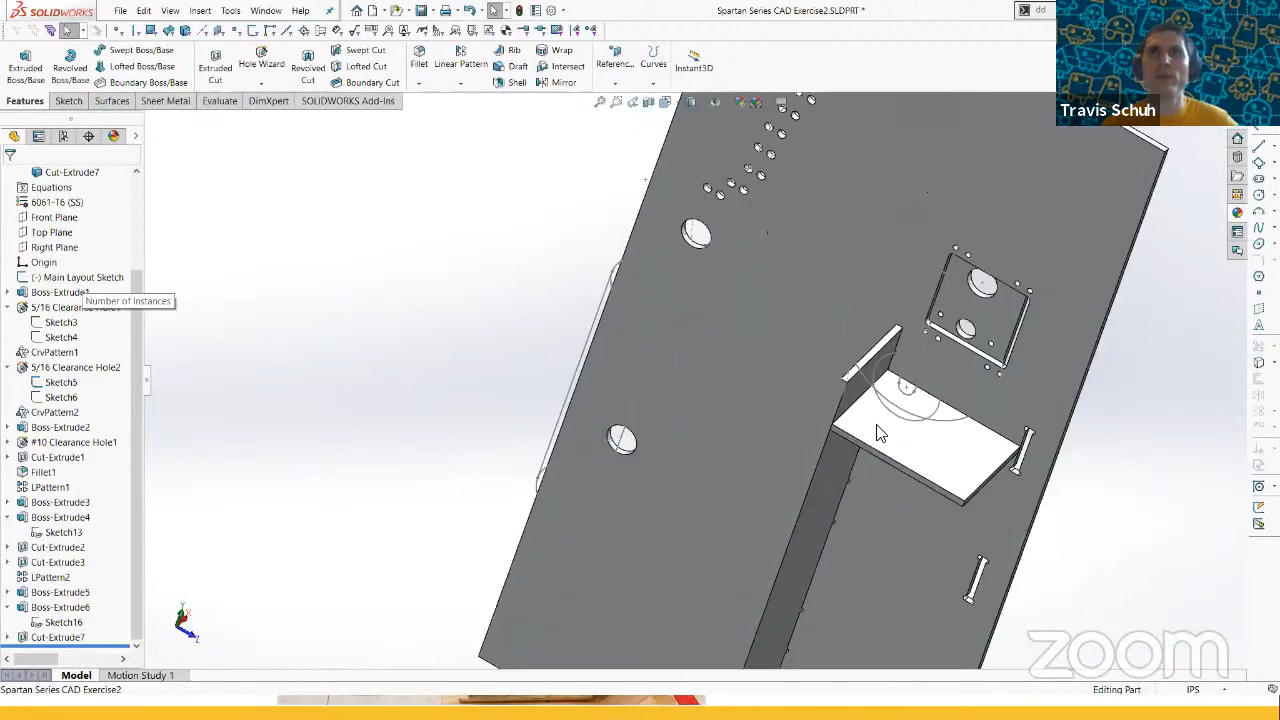 SOLIDWORKS
File Edit View Insert Tools Window Help
Spartan Series CAD Exercise2.SLDPRT *
dd
Extruded Boss/Base
Revolved Boss/Base
Swept Boss/Base
Lofted Boss/Base
Boundary Boss/Base
Extruded Cut
Hole Wizard
Revolved Cut
Swept Cut
Lofted Cut
Boundary Cut
Fillet
Linear Pattern
Rib
Draft
Shell
Wrap
Intersect
Mirror
Referenc...
Curves
Instant3D
Features Sketch Surfaces Sheet Metal Evaluate DimXpert SOLIDWORKS Add-Ins
Travis Schuh
Cut-Extrude7
Equations
6061-T6 (SS)
Front Plane
Top Plane
Right Plane
Origin
(-) Main Layout Sketch
Boss-Extrude1
Number of Instances
5/16 Clearance Hole1
Sketch3
Sketch4
CrvPattern1
5/16 Clearance Hole2
Sketch5
Sketch6
CrvPattern2
Boss-Extrude2
#10 Clearance Hole1
Cut-Extrude1
Fillet1
LPattern1
Boss-Extrude3
Boss-Extrude4
Sketch13
Cut-Extrude2
Cut-Extrude3
LPattern2
Boss-Extrude5
Boss-Extrude6
Sketch16
Cut-Extrude7
Y
X
Z
Model Motion Study 1
Spartan Series CAD Exercise2
Editing Part
IPS
zoom